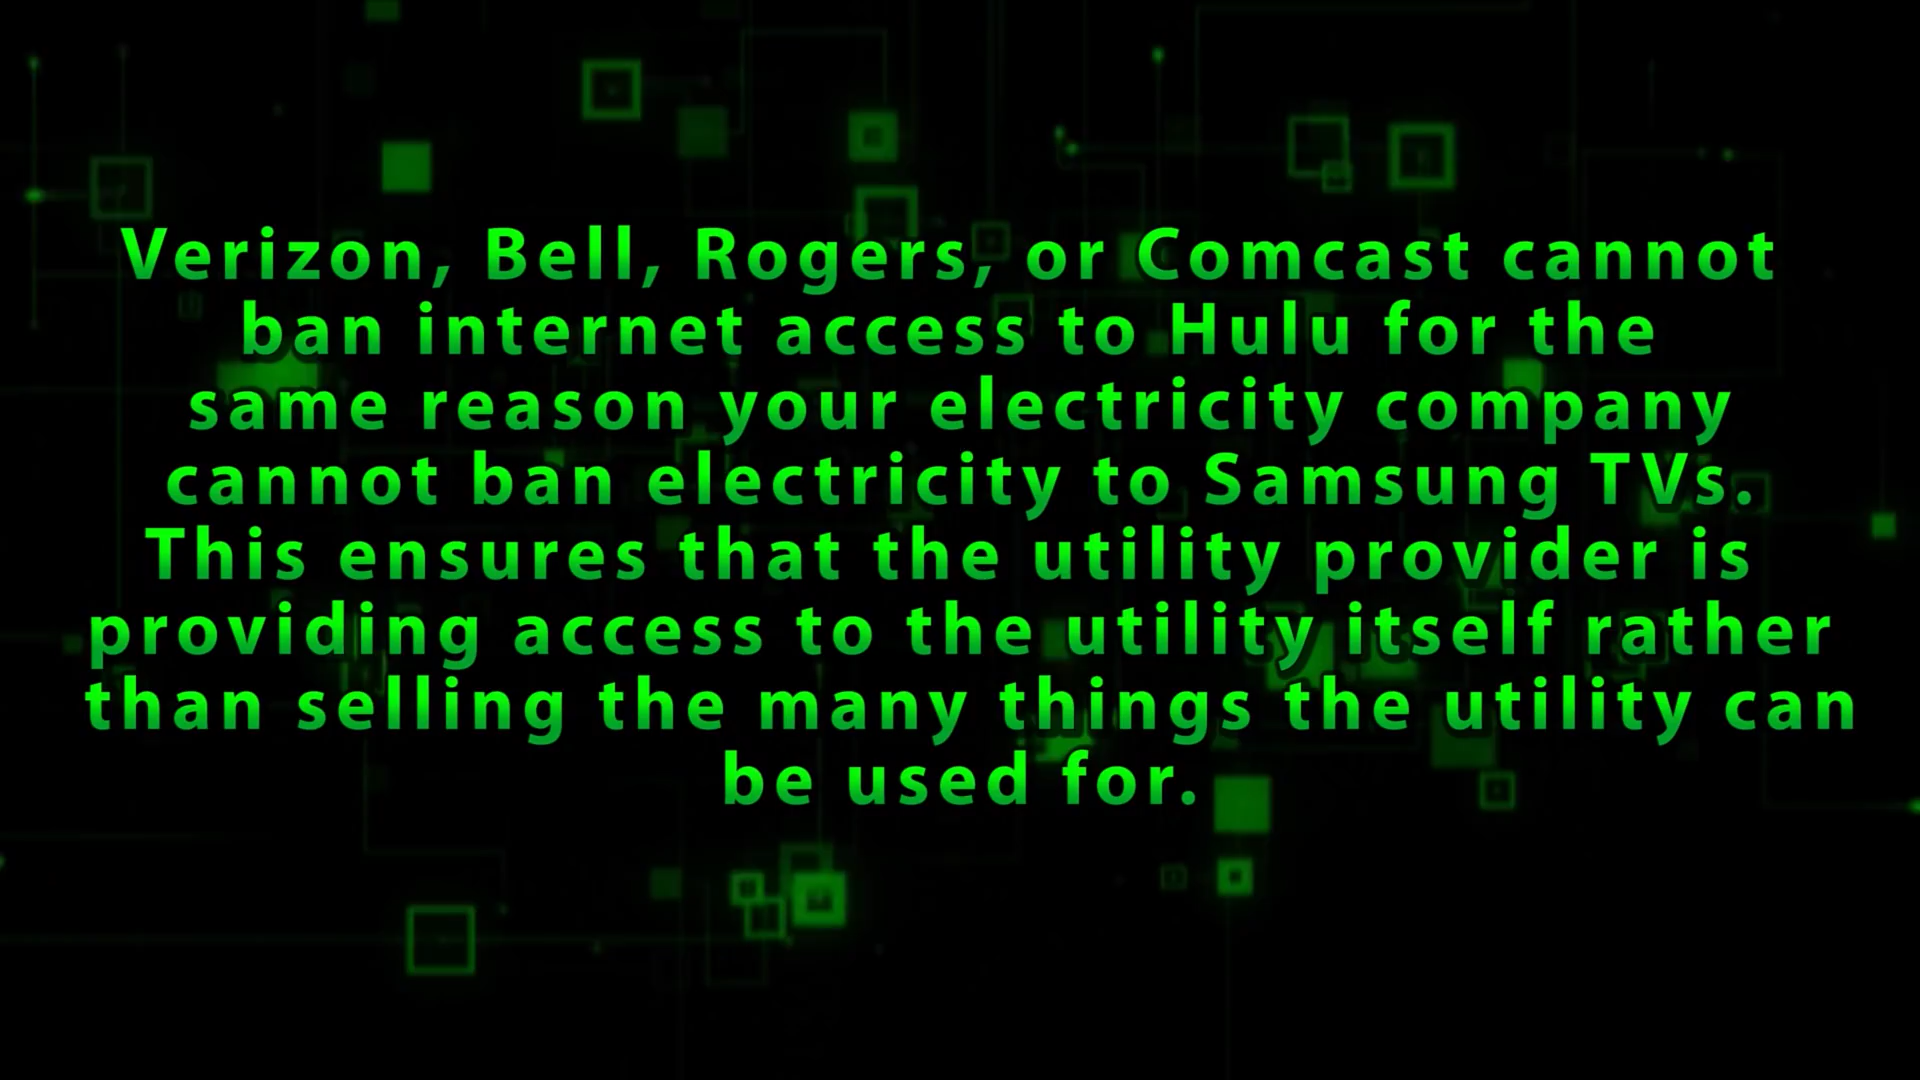 Verizon, Bell, Rogers, or Comcast cannot
ban internet access to Hulu for the
same reason your electricity company
cannot ban electricity to Samsung TVs.
This ensures that the utility provider is
providing access to the utility itself rather
than selling the many things the utility can
be used for.